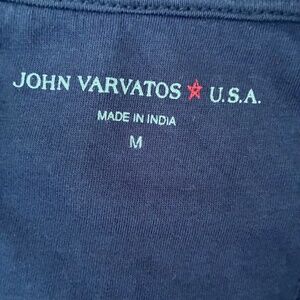 JOHN VARVATOS ★ U.S.A.
MADE IN INDIA
M